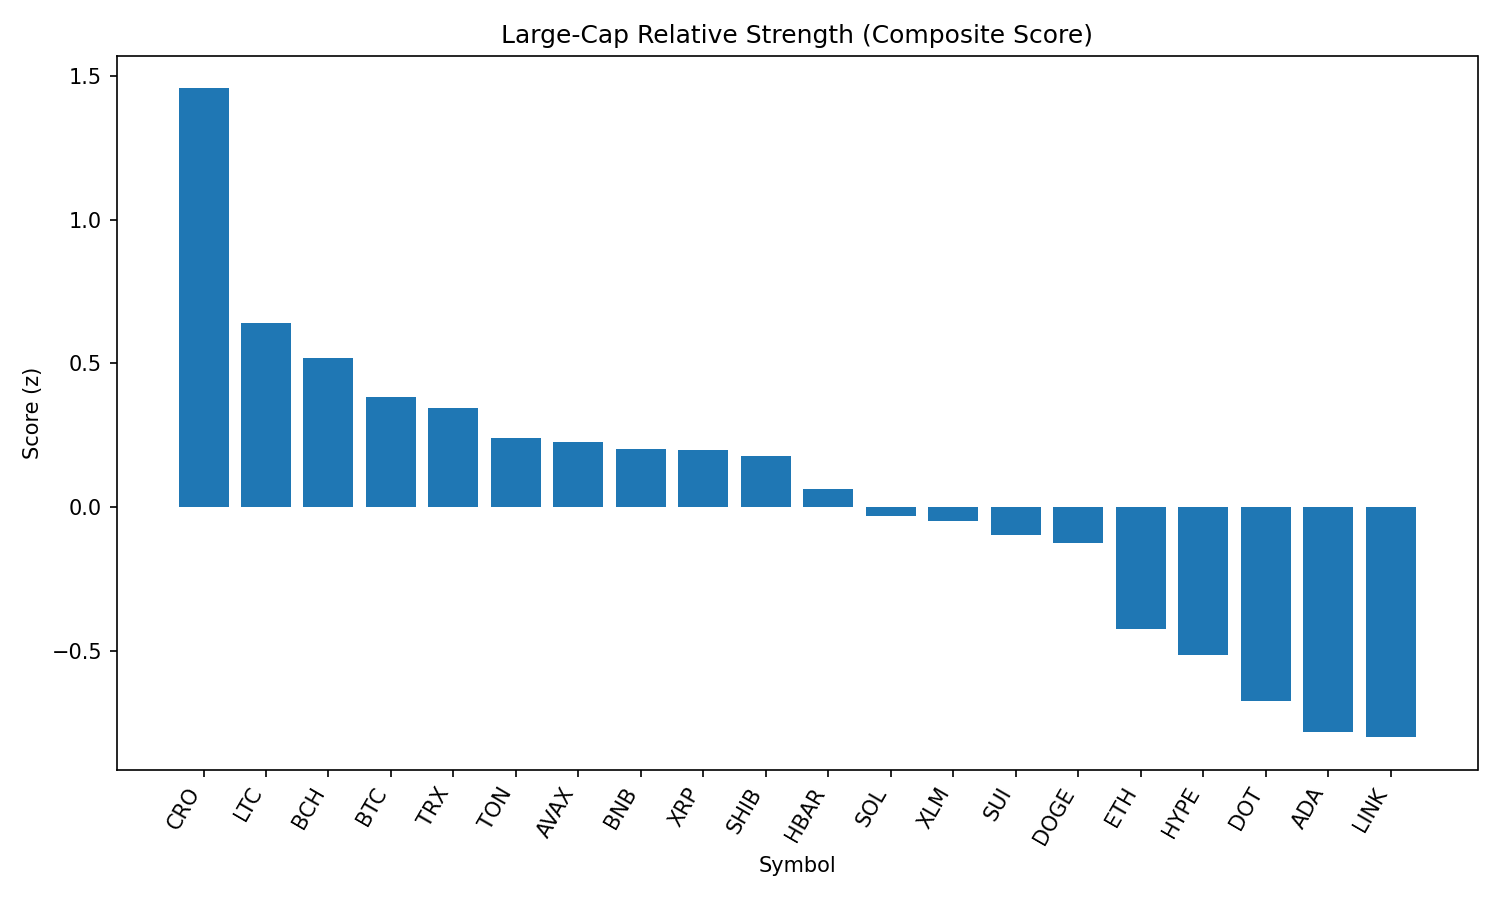 Large-Cap Relative Strength (Composite Score)
1.5
1.0
0.5
0.0
−0.5
Score (z)
CRO
LTC
BCH
BTC
TRX
TON
AVAX
BNB
XRP
SHIB
HBAR
SOL
XLM
SUI
DOGE
ETH
HYPE
DOT
ADA
LINK
Symbol